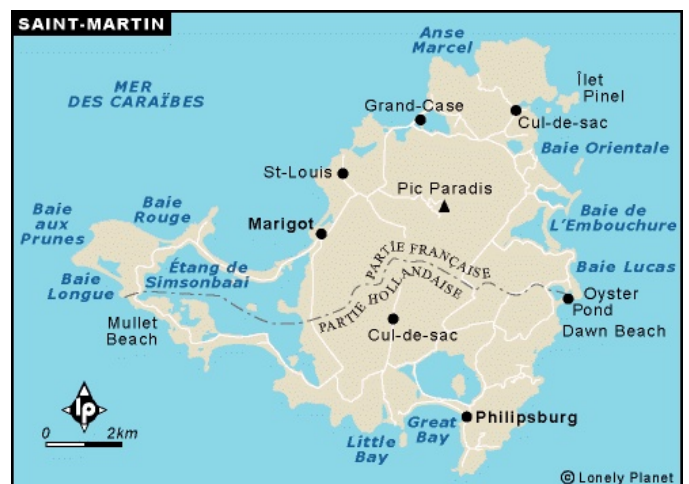 SAINT-MARTIN
Anse
Marcel
MER
DES CARAÏBES
Îlet
Pinel
Grand-Case
Cul-de-sac
Baie Orientale
St-Louis
Pic Paradis
Baie
Rouge
Baie
aux
Prunes
Marigot
Baie de
L'Embouchure
PARTIE FRANÇAISE
PARTIE HOLLANDAISE
Étang de
Simsonbaai
Baie Lucas
Baie
Longue
Oyster
Pond
Mullet
Beach
Cul-de-sac
Dawn Beach
lp
0 2km
Great
Bay
Philipsburg
Little
Bay
© Lonely Planet